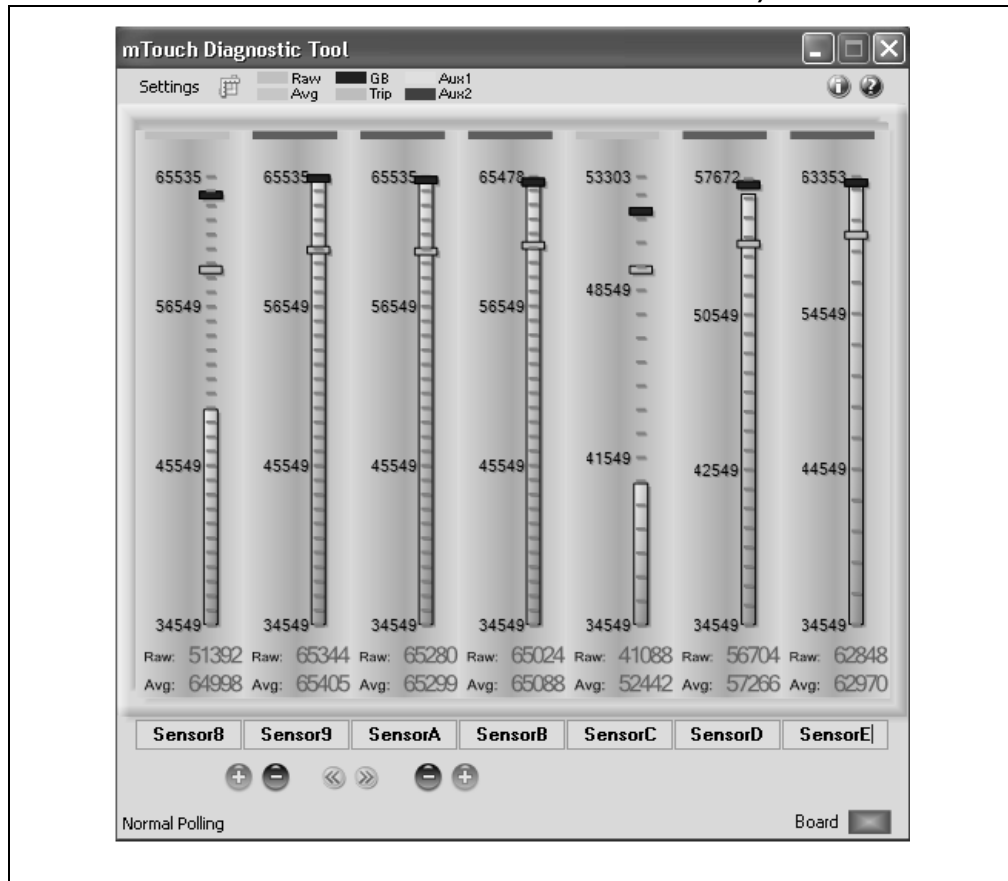 mTouch Diagnostic Tool
Settings Raw GB Aux1
Avg Trip Aux2
65535 65535 65535 65478 53303 57672 63353
48549
56549 56549 56549 56549 50549 54549
41549
45549 45549 45549 45549 42549 44549
34549 34549 34549 34549 34549 34549 34549
Raw: 51392 Raw: 65344 Raw: 65280 Raw: 65024 Raw: 41088 Raw: 56704 Raw: 62848
Avg: 64998 Avg: 65405 Avg: 65299 Avg: 65088 Avg: 52442 Avg: 57266 Avg: 62970
Sensor8 Sensor9 SensorA SensorB SensorC SensorD SensorE
Normal Polling Board